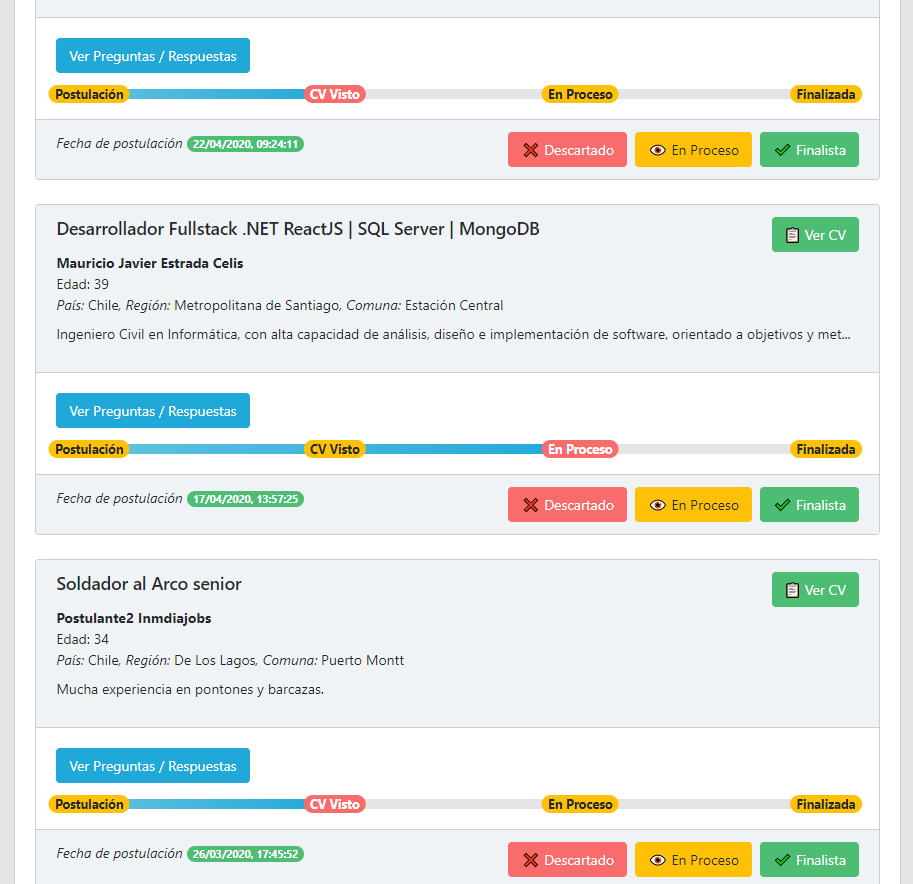 Ver Preguntas / Respuestas
Postulación CV Visto En Proceso Finalizada
Fecha de postulación 22/04/2020, 09:24:11 Descartado En Proceso Finalista
Desarrollador Fullstack .NET ReactJS | SQL Server | MongoDB Ver CV
Mauricio Javier Estrada Celis
Edad: 39
País: Chile, Región: Metropolitana de Santiago, Comuna: Estación Central
Ingeniero Civil en Informática, con alta capacidad de análisis, diseño e implementación de software, orientado a objetivos y met...
Ver Preguntas / Respuestas
Postulación CV Visto En Proceso Finalizada
Fecha de postulación 17/04/2020, 13:57:25 Descartado En Proceso Finalista
Soldador al Arco senior Ver CV
Postulante2 Inmdiajobs
Edad: 34
País: Chile, Región: De Los Lagos, Comuna: Puerto Montt
Mucha experiencia en pontones y barcazas.
Ver Preguntas / Respuestas
Postulación CV Visto En Proceso Finalizada
Fecha de postulación 26/03/2020, 17:45:52 Descartado En Proceso Finalista